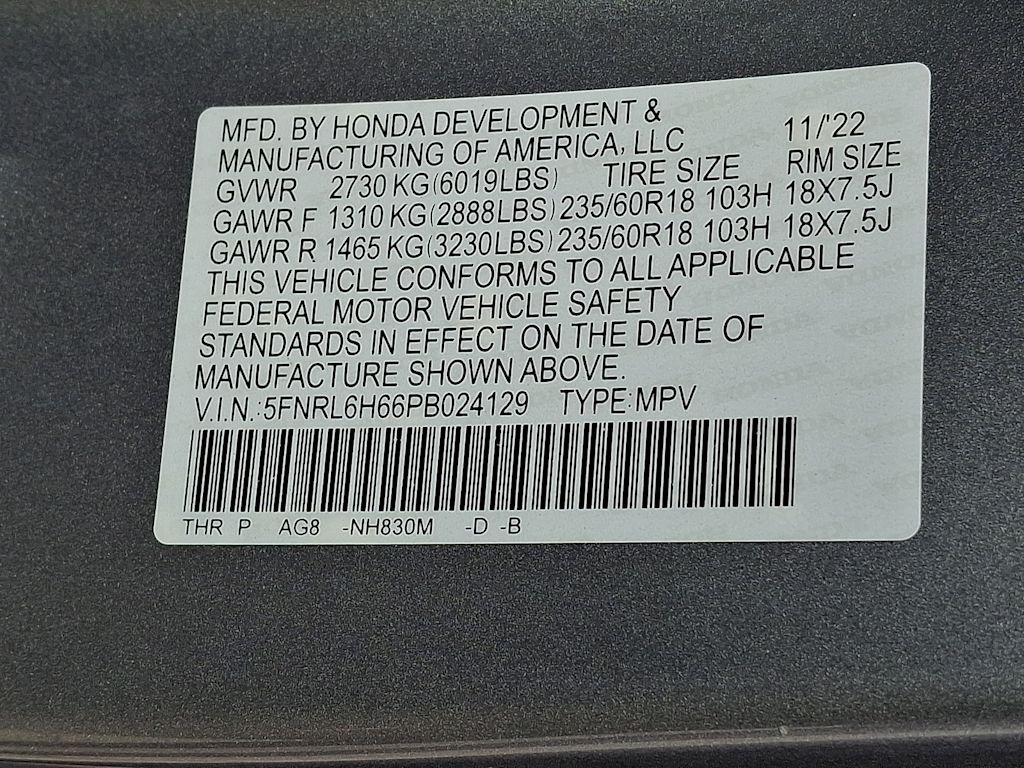 MFD. BY HONDA DEVELOPMENT &
MANUFACTURING OF AMERICA, LLC 11/'22
GVWR 2730 KG(6019LBS) TIRE SIZE RIM SIZE
GAWR F 1310 KG(2888LBS) 235/60R18 103H 18X7.5J
GAWR R 1465 KG(3230LBS) 235/60R18 103H 18X7.5J
THIS VEHICLE CONFORMS TO ALL APPLICABLE
FEDERAL MOTOR VEHICLE SAFETY
STANDARDS IN EFFECT ON THE DATE OF
MANUFACTURE SHOWN ABOVE.
V.I.N.:5FNRL6H66PB024129 TYPE:MPV
THR P AG8 -NH830M -D -B